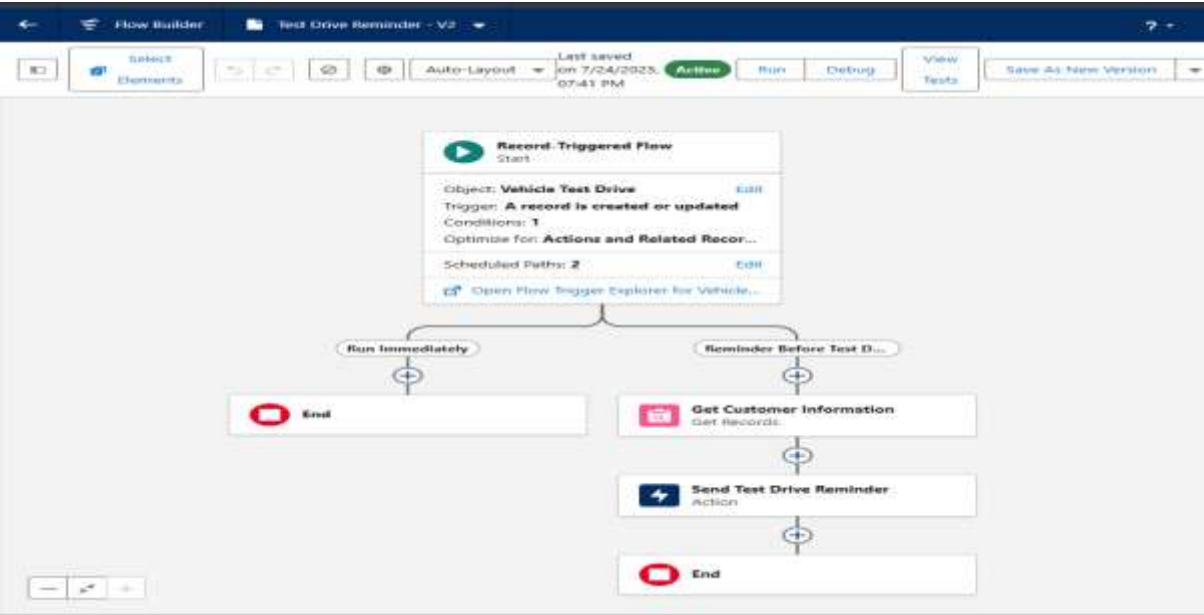 Flow Builder
Test Drive Reminder - V2
?
Select
Elements
Auto-Layout
Last saved
on 7/24/2023,
07:41 PM
Active
Run
Debug
View
Tests
Save As New Version
Record-Triggered Flow
Start
Object: Vehicle Test Drive
Edit
Trigger: A record is created or updated
Conditions: 1
Optimize for: Actions and Related Recor...
Scheduled Paths: 2
Edit
Open Flow Trigger Explorer for Vehicle...
Run Immediately
Reminder Before Test D...
End
Get Customer Information
Get Records
Send Test Drive Reminder
Action
End